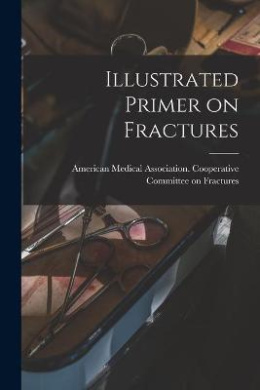 Illustrated
Primer on
Fractures
American Medical Association. Cooperative
Committee on Fractures